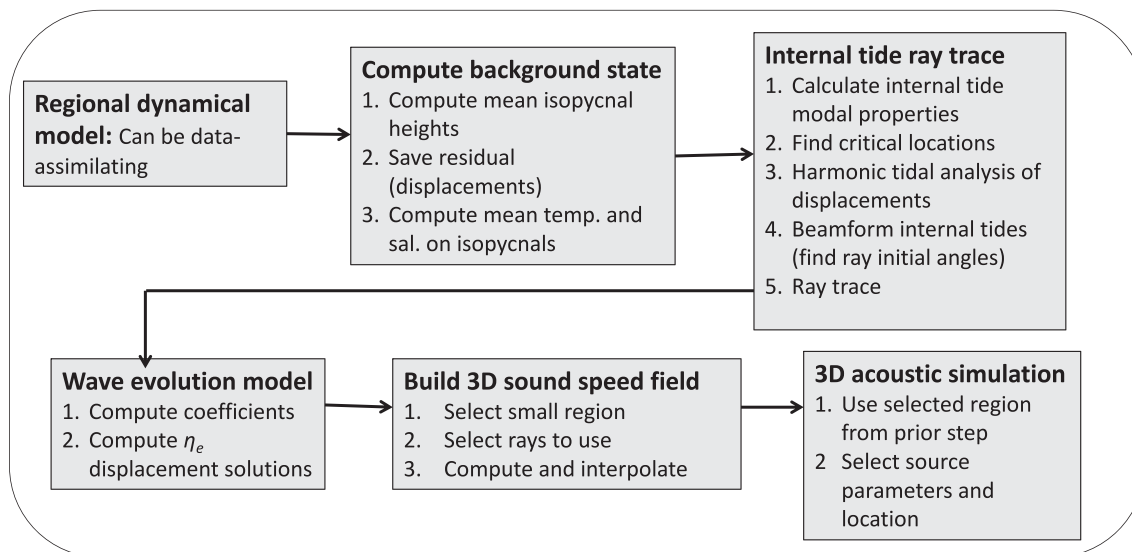 Regional dynamical
model: Can be data-
assimilating
Compute background state
1. Compute mean isopycnal
heights
2. Save residual
(displacements)
3. Compute mean temp. and
sal. on isopycnals
Internal tide ray trace
1. Calculate internal tide
modal properties
2. Find critical locations
3. Harmonic tidal analysis of
displacements
4. Beamform internal tides
(find ray initial angles)
5. Ray trace
Wave evolution model
1. Compute coefficients
2. Compute ηₑ
displacement solutions
Build 3D sound speed field
1. Select small region
2. Select rays to use
3. Compute and interpolate
3D acoustic simulation
1. Use selected region
from prior step
2 Select source
parameters and
location